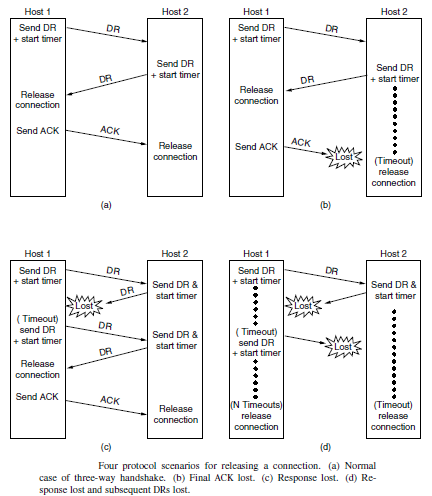 Host 1
Host 2
Send DR
+ start timer
DR
Send DR
+ start timer
DR
Release
connection
Send ACK
ACK
Release
connection
(a)
Host 1
Host 2
Send DR
+ start timer
DR
Send DR
+ start timer
DR
Release
connection
Send ACK
ACK
Lost
(Timeout)
release
connection
(b)
Host 1
Host 2
Send DR
+ start timer
DR
Send DR &
start timer
DR
Lost
( Timeout)
send DR
+ start timer
DR
Send DR &
start timer
DR
Release
connection
Send ACK
ACK
Release
connection
(c)
Host 1
Host 2
Send DR
+ start timer
DR
Send DR &
start timer
Lost
( Timeout)
send DR
+ start timer
Lost
(N Timeouts)
release
connection
(Timeout)
release
connection
(d)
Four protocol scenarios for releasing a connection. (a) Normal
case of three-way handshake. (b) Final ACK lost. (c) Response lost. (d) Re-
sponse lost and subsequent DRs lost.